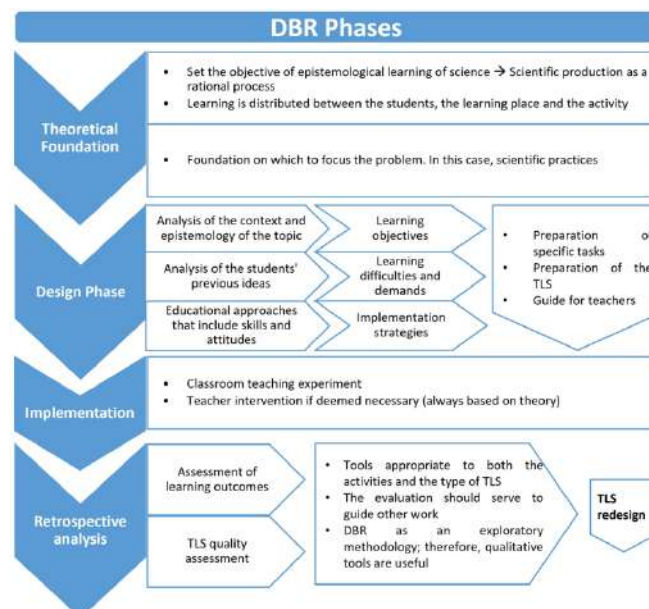 DBR Phases
Theoretical
Foundation
• Set the objective of epistemological learning of science → Scientific production as a
rational process
• Learning is distributed between the students, the learning place and the activity
• Foundation on which to focus the problem. In this case, scientific practices
Design Phase
Analysis of the context and
epistemology of the topic
Learning
objectives
Analysis of the students'
previous ideas
Learning
difficulties and
demands
Educational approaches
that include skills and
attitudes
Implementation
strategies
• Preparation o
specific tasks
• Preparation of the
TLS
• Guide for teachers
Implementation
• Classroom teaching experiment
• Teacher intervention if deemed necessary (always based on theory)
Retrospective
analysis
Assessment of
learning outcomes
TLS quality
assessment
• Tools appropriate to both the
activities and the type of TLS
• The evaluation should serve to
guide other work
• DBR as an exploratory
methodology; therefore, qualitative
tools are useful
TLS
redesign